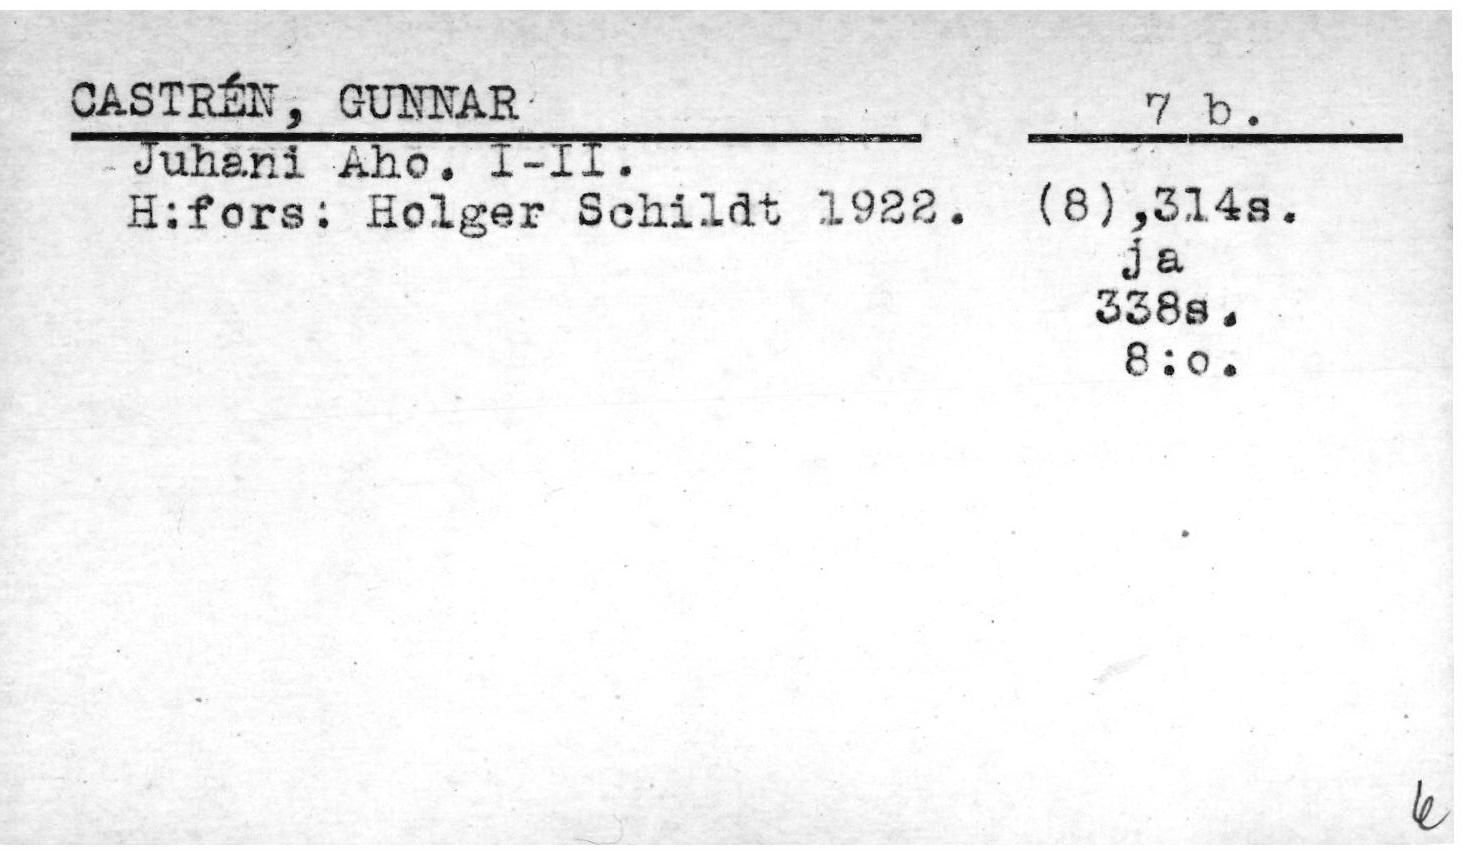 CASTRÉN, GUNNAR 7 b.
Juhani Aho. I-II.
H:fors: Holger Schildt 1922. (8),314s.
ja
338s.
8:o.